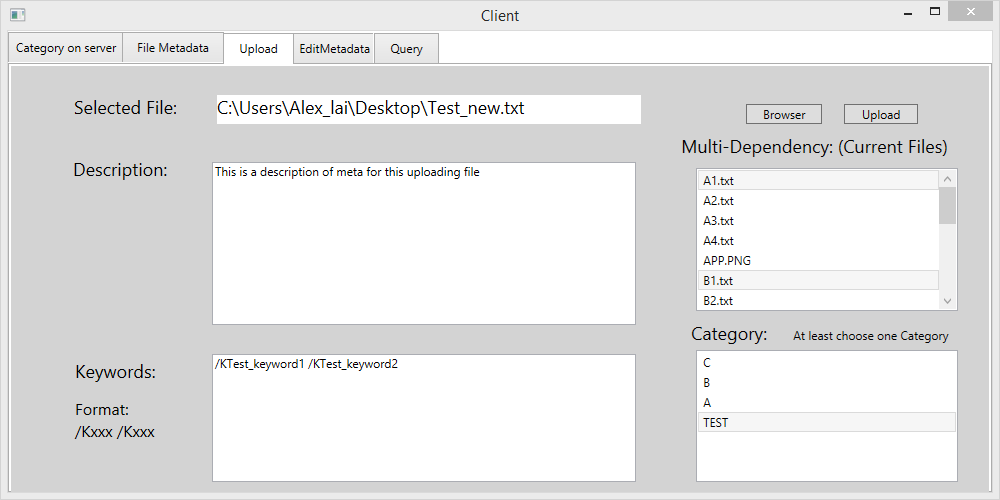 Client
Category on server File Metadata Upload EditMetadata Query
Selected File: C:\Users\Alex_lai\Desktop\Test_new.txt
Browser Upload
Multi-Dependency: (Current Files)
Description:
This is a description of meta for this uploading file
A1.txt
A2.txt
A3.txt
A4.txt
APP.PNG
B1.txt
B2.txt
Category: At least choose one Category
Keywords:
/KTest_keyword1 /KTest_keyword2
Format:
/Kxxx /Kxxx
C
B
A
TEST